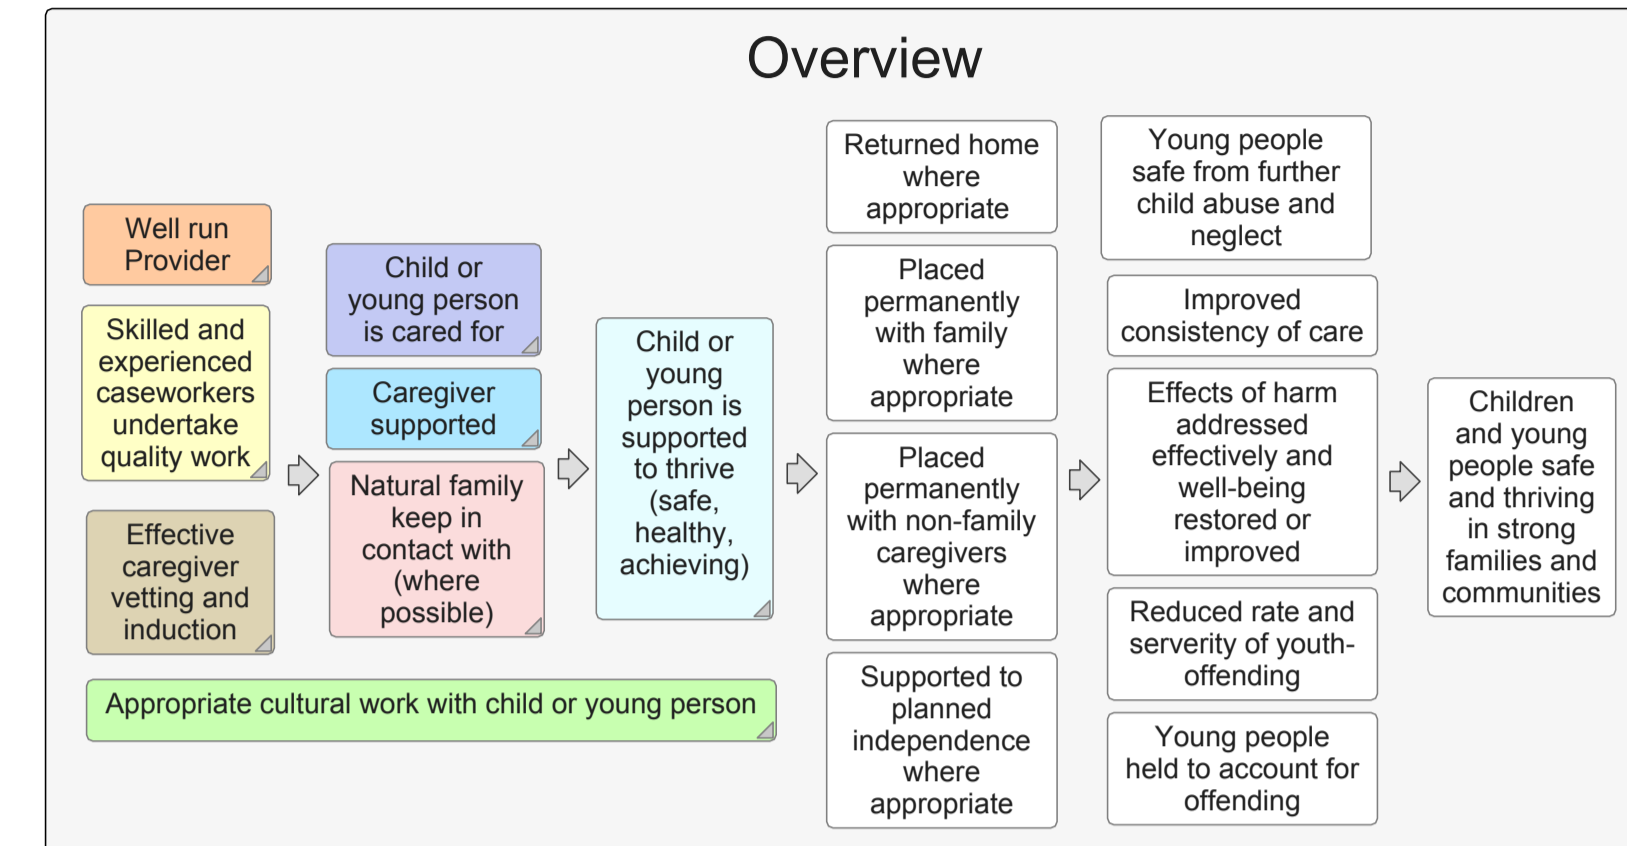 Overview
Well run
Provider
Skilled and
experienced
caseworkers
undertake
quality work
Effective
caregiver
vetting and
induction
Child or
young person
is cared for
Caregiver
supported
Natural family
keep in
contact with
(where
possible)
Appropriate cultural work with child or young person
Child or
young
person is
supported
to thrive
(safe,
healthy,
achieving)
Returned home
where
appropriate
Placed
permanently
with family
where
appropriate
Placed
permanently
with non-family
caregivers
where
appropriate
Supported to
planned
independence
where
appropriate
Young people
safe from further
child abuse and
neglect
Improved
consistency of care
Effects of harm
addressed
effectively and
well-being
restored or
improved
Reduced rate and
serverity of youth-
offending
Young people
held to account for
offending
Children
and young
people safe
and thriving
in strong
families and
communities